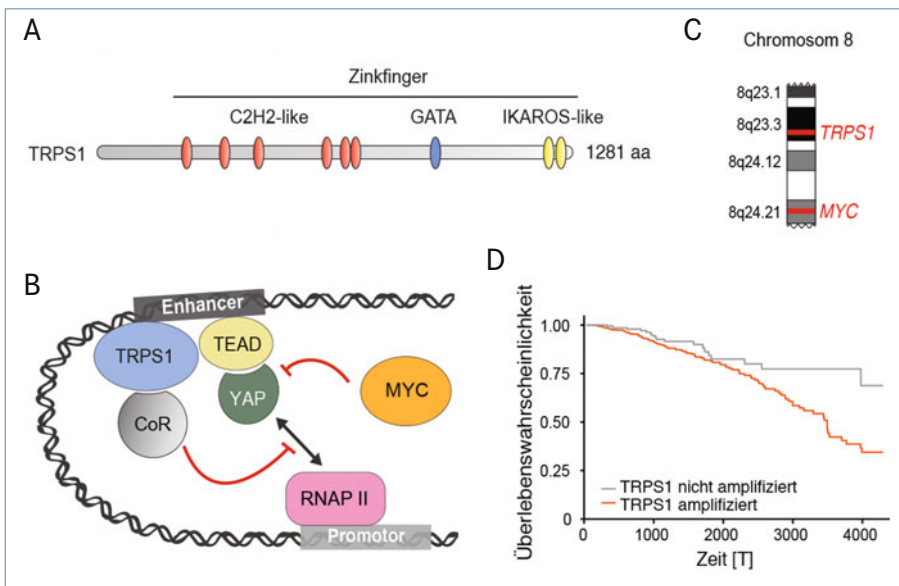 A
Zinkfinger
C2H2-like
GATA
IKAROS-like
TRPS1
1281 aa
C
Chromosom 8
8q23.1
8q23.3
TRPS1
8q24.12
8q24.21
MYC
B
Enhancer
TRPS1
TEAD
YAP
CoR
MYC
RNAP II
Promotor
D
Überlebenswahrscheinlichkeit
1.00
0.75
0.50
0.25
0
TRPS1 nicht amplifiziert
TRPS1 amplifiziert
0
1000
2000
3000
4000
Zeit [T]